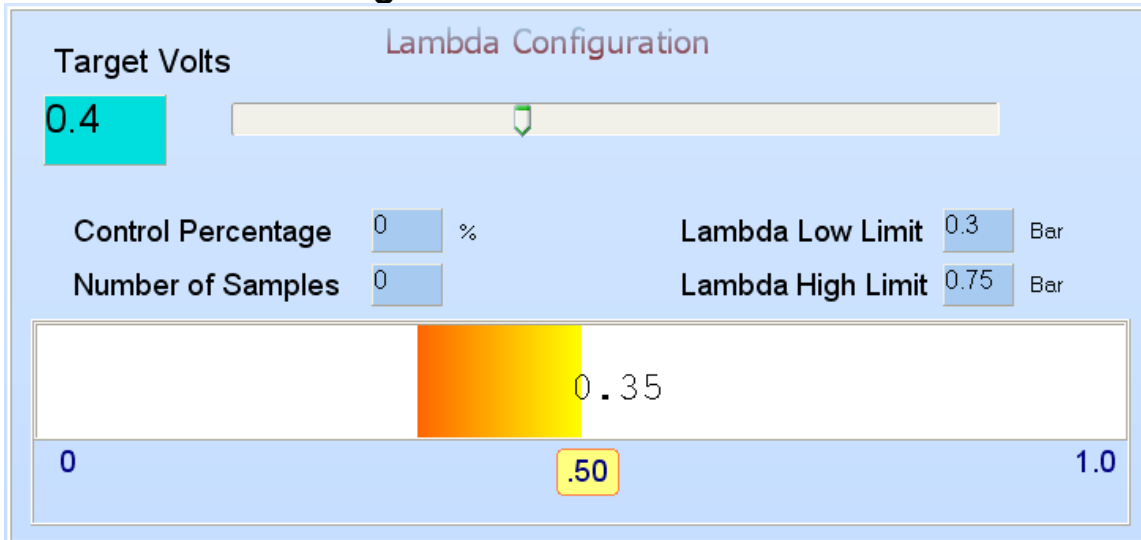 Lambda Configuration
Target Volts
0.4
Control Percentage 0 % Lambda Low Limit 0.3 Bar
Number of Samples 0 Lambda High Limit 0.75 Bar
0.35
0 .50 1.0